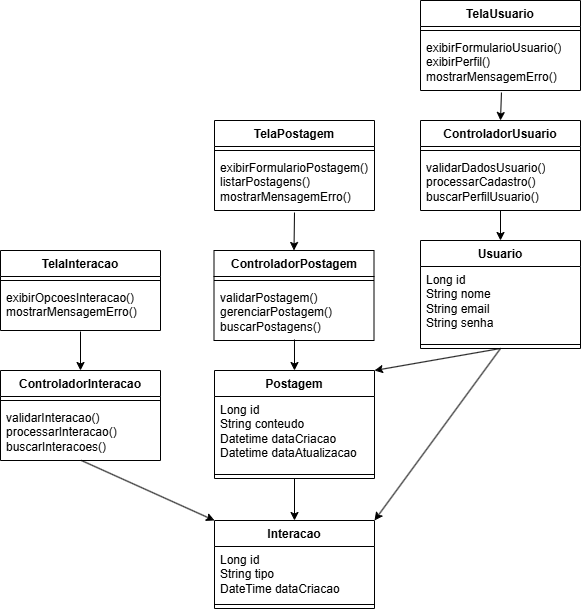 TelaUsuario
exibirFormularioUsuario()
exibirPerfil()
mostrarMensagemErro()
TelaPostagem
exibirFormularioPostagem()
listarPostagens()
mostrarMensagemErro()
ControladorUsuario
validarDadosUsuario()
processarCadastro()
buscarPerfilUsuario()
TelaInteracao
exibirOpcoesInteracao()
mostrarMensagemErro()
ControladorPostagem
validarPostagem()
gerenciarPostagem()
buscarPostagens()
Usuario
Long id
String nome
String email
String senha
ControladorInteracao
validarInteracao()
processarInteracao()
buscarInteracoes()
Postagem
Long id
String conteudo
Datetime dataCriacao
Datetime dataAtualizacao
Interacao
Long id
String tipo
DateTime dataCriacao